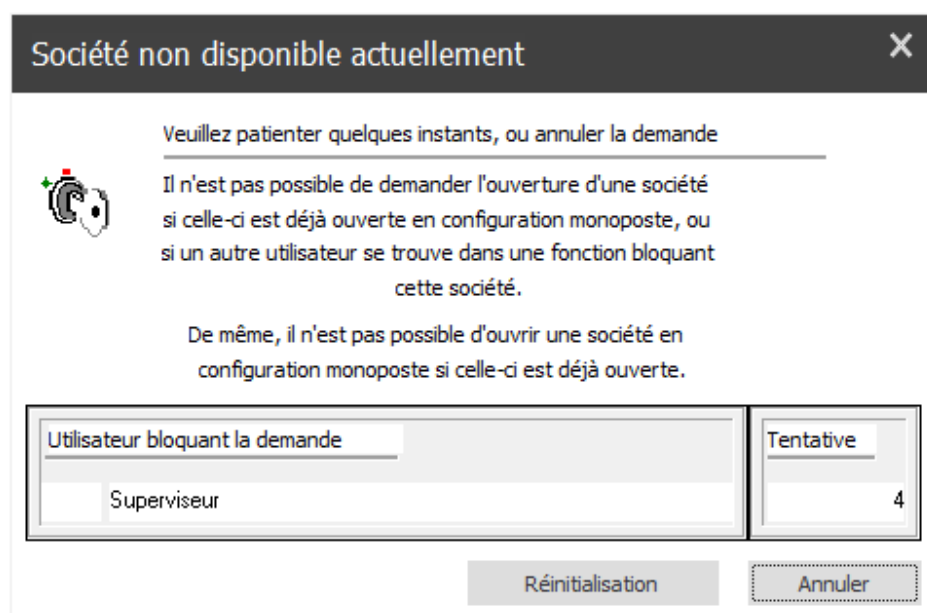 Société non disponible actuellement
Veuillez patienter quelques instants, ou annuler la demande
Il n'est pas possible de demander l'ouverture d'une société
si celle-ci est déjà ouverte en configuration monoposte, ou
si un autre utilisateur se trouve dans une fonction bloquant
cette société.
De même, il n'est pas possible d'ouvrir une société en
configuration monoposte si celle-ci est déjà ouverte.
Utilisateur bloquant la demande
Tentative
Superviseur
4
Réinitialisation
Annuler